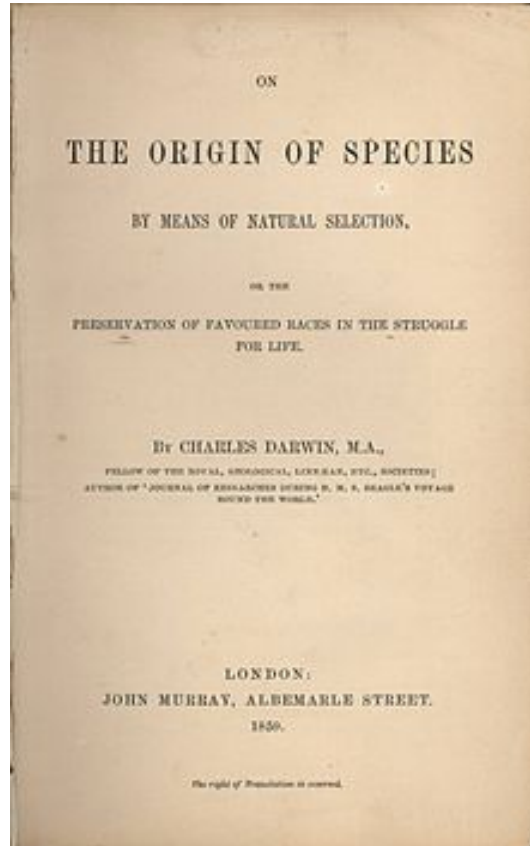 ON
THE ORIGIN OF SPECIES
BY MEANS OF NATURAL SELECTION,
OR THE
PRESERVATION OF FAVOURED RACES IN THE STRUGGLE
FOR LIFE.
BY CHARLES DARWIN, M.A.,
FELLOW OF THE ROYAL, GEOLOGICAL, LINNÆAN, ETC., SOCIETIES;
AUTHOR OF 'JOURNAL OF RESEARCHES DURING H. M. S. BEAGLE'S VOYAGE
ROUND THE WORLD.'
LONDON:
JOHN MURRAY, ALBEMARLE STREET.
1859.
The right of Translation is reserved.